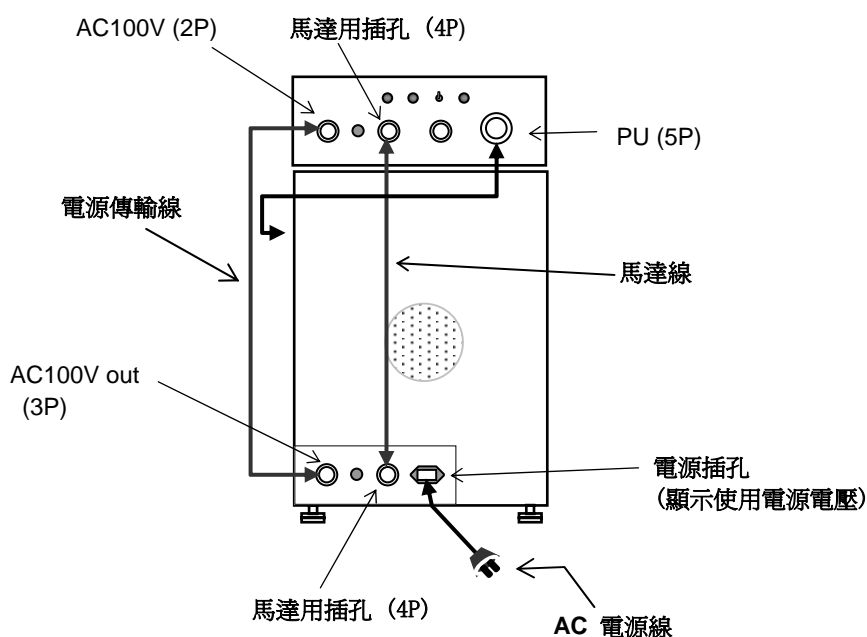 AC100V (2P)
馬達用插孔 (4P)
PU (5P)
電源傳輸線
馬達線
AC100V out
(3P)
電源插孔
(顯示使用電源電壓)
馬達用插孔 (4P)
AC 電源線